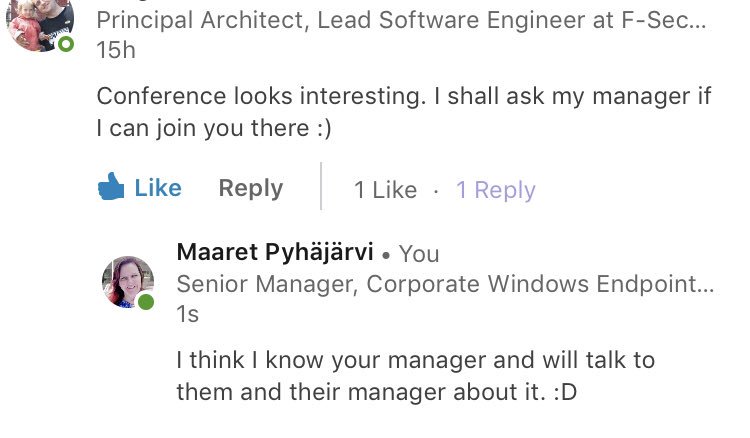 Principal Architect, Lead Software Engineer at F-Sec...
15h
Conference looks interesting. I shall ask my manager if
I can join you there :)
Like Reply 1 Like · 1 Reply
Maaret Pyhäjärvi • You
Senior Manager, Corporate Windows Endpoint...
1s
I think I know your manager and will talk to
them and their manager about it. :D